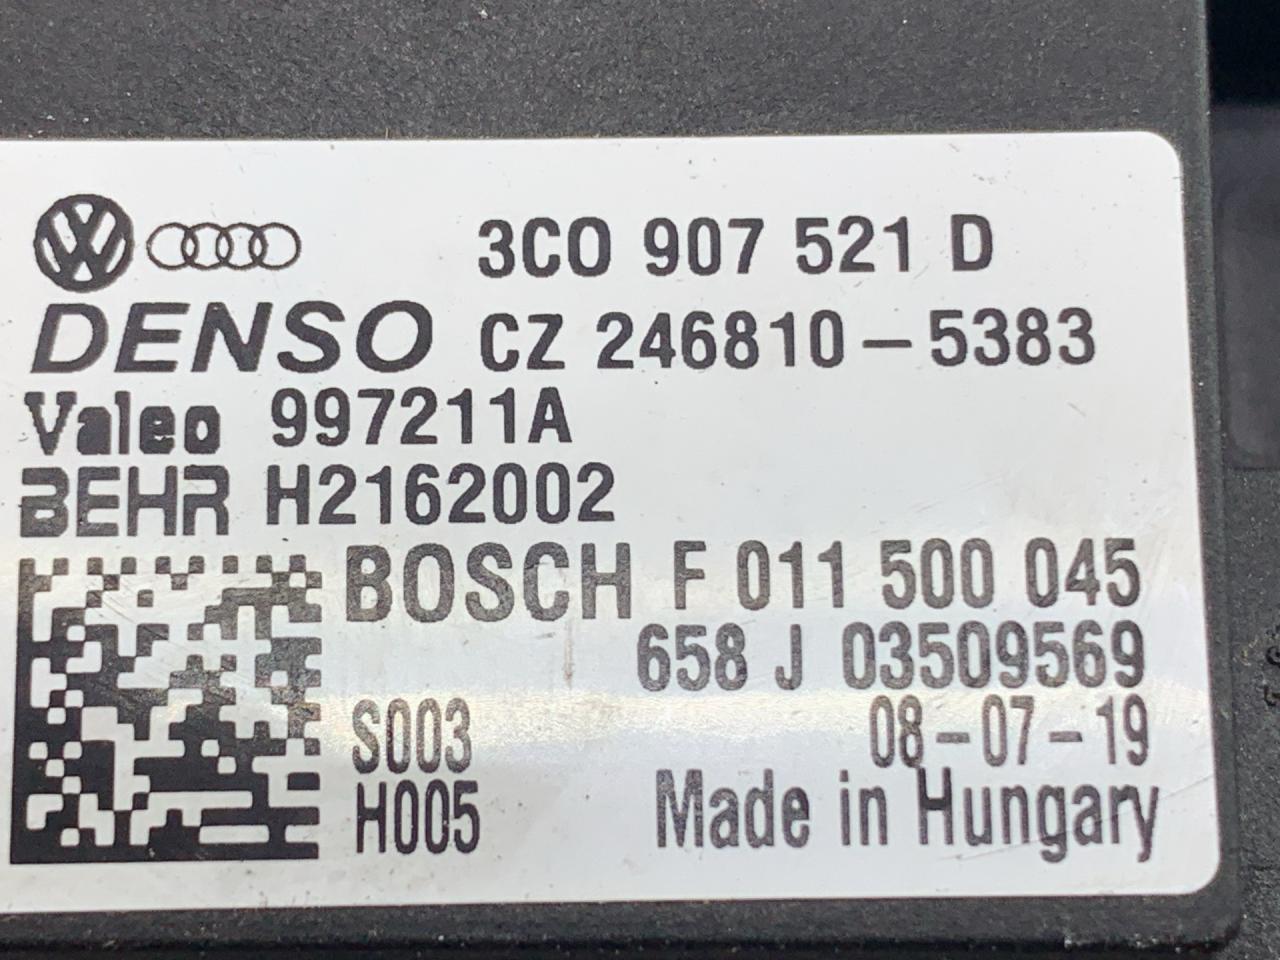 3C0 907 521 D
DENSO CZ 246810-5383
Valeo 997211A
BEHR H2162002
BOSCH F 011 500 045
658 J 03509569
S003 08-07-19
H005 Made in Hungary